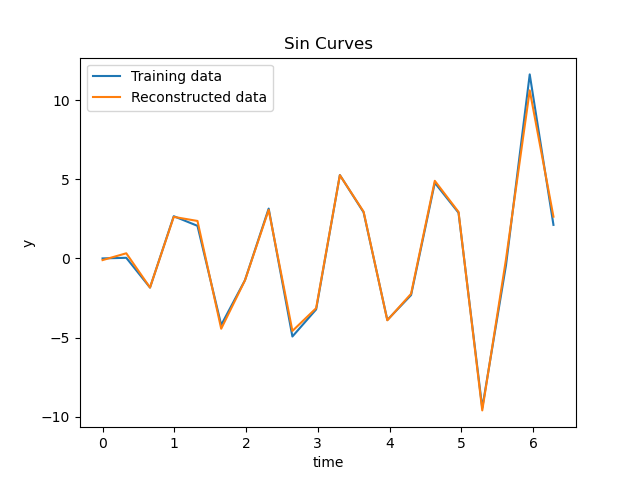 Sin Curves
Training data
Reconstructed data
10
5
0
−5
−10
y
0 1 2 3 4 5 6
time